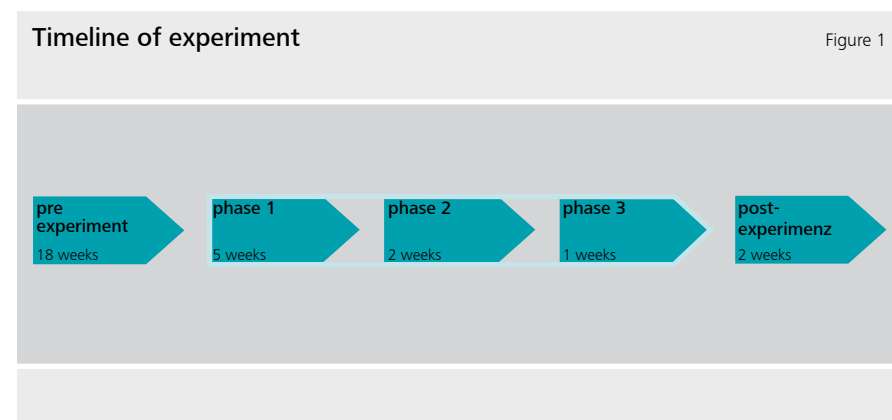 Timeline of experiment
Figure 1
pre
experiment
18 weeks
phase 1
5 weeks
phase 2
2 weeks
phase 3
1 weeks
post-
experimenz
2 weeks